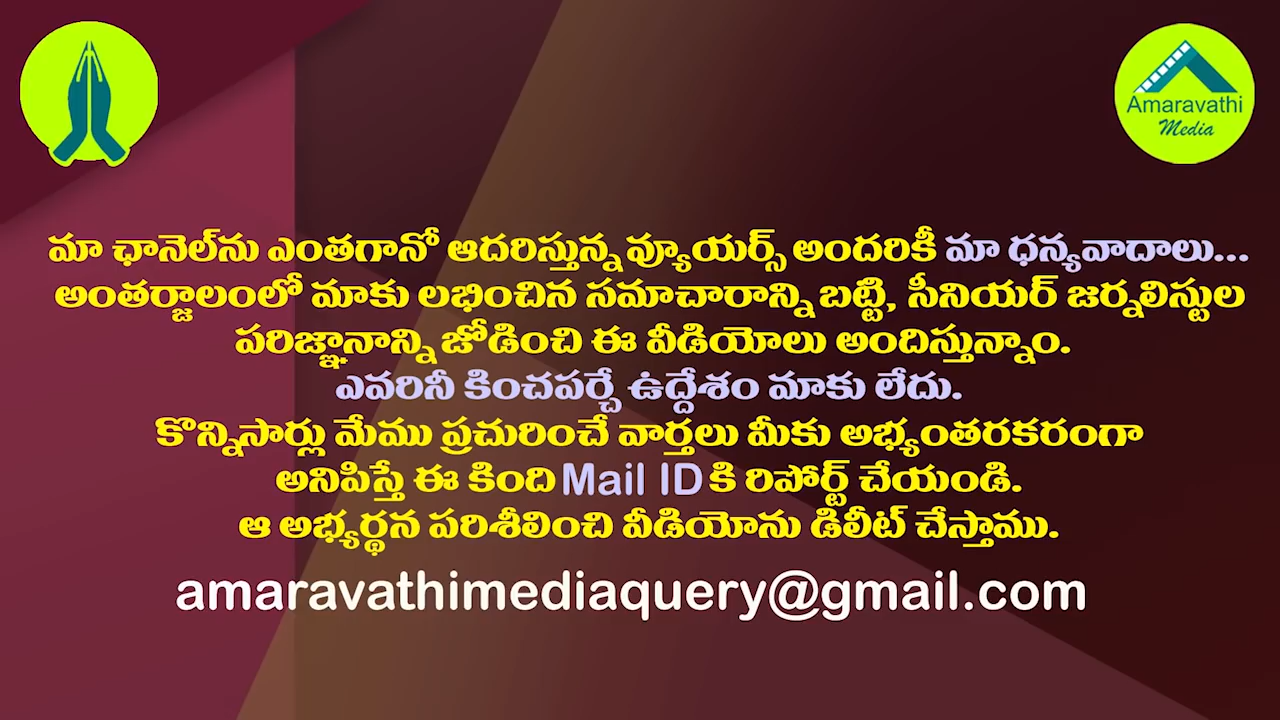 Amaravathi
Media
మా ఛానెల్‌ను ఎంతగానో ఆదరిస్తున్న వ్యూయర్స్ అందరికీ మా ధన్యవాదాలు...
అంతర్జాలంలో మాకు లభించిన సమాచారాన్ని బట్టి, సీనియర్ జర్నలిస్టుల
పరిజ్ఞానాన్ని జోడించి ఈ వీడియోలు అందిస్తున్నాం.
ఎవరినీ కించపర్చే ఉద్దేశం మాకు లేదు.
కొన్నిసార్లు మేము ప్రచురించే వార్తలు మీకు అభ్యంతరకరంగా
అనిపిస్తే ఈ కింది Mail ID కి రిపోర్ట్ చేయండి.
ఆ అభ్యర్థన పరిశీలించి వీడియోను డిలీట్ చేస్తాము.
amaravathimediaquery@gmail.com